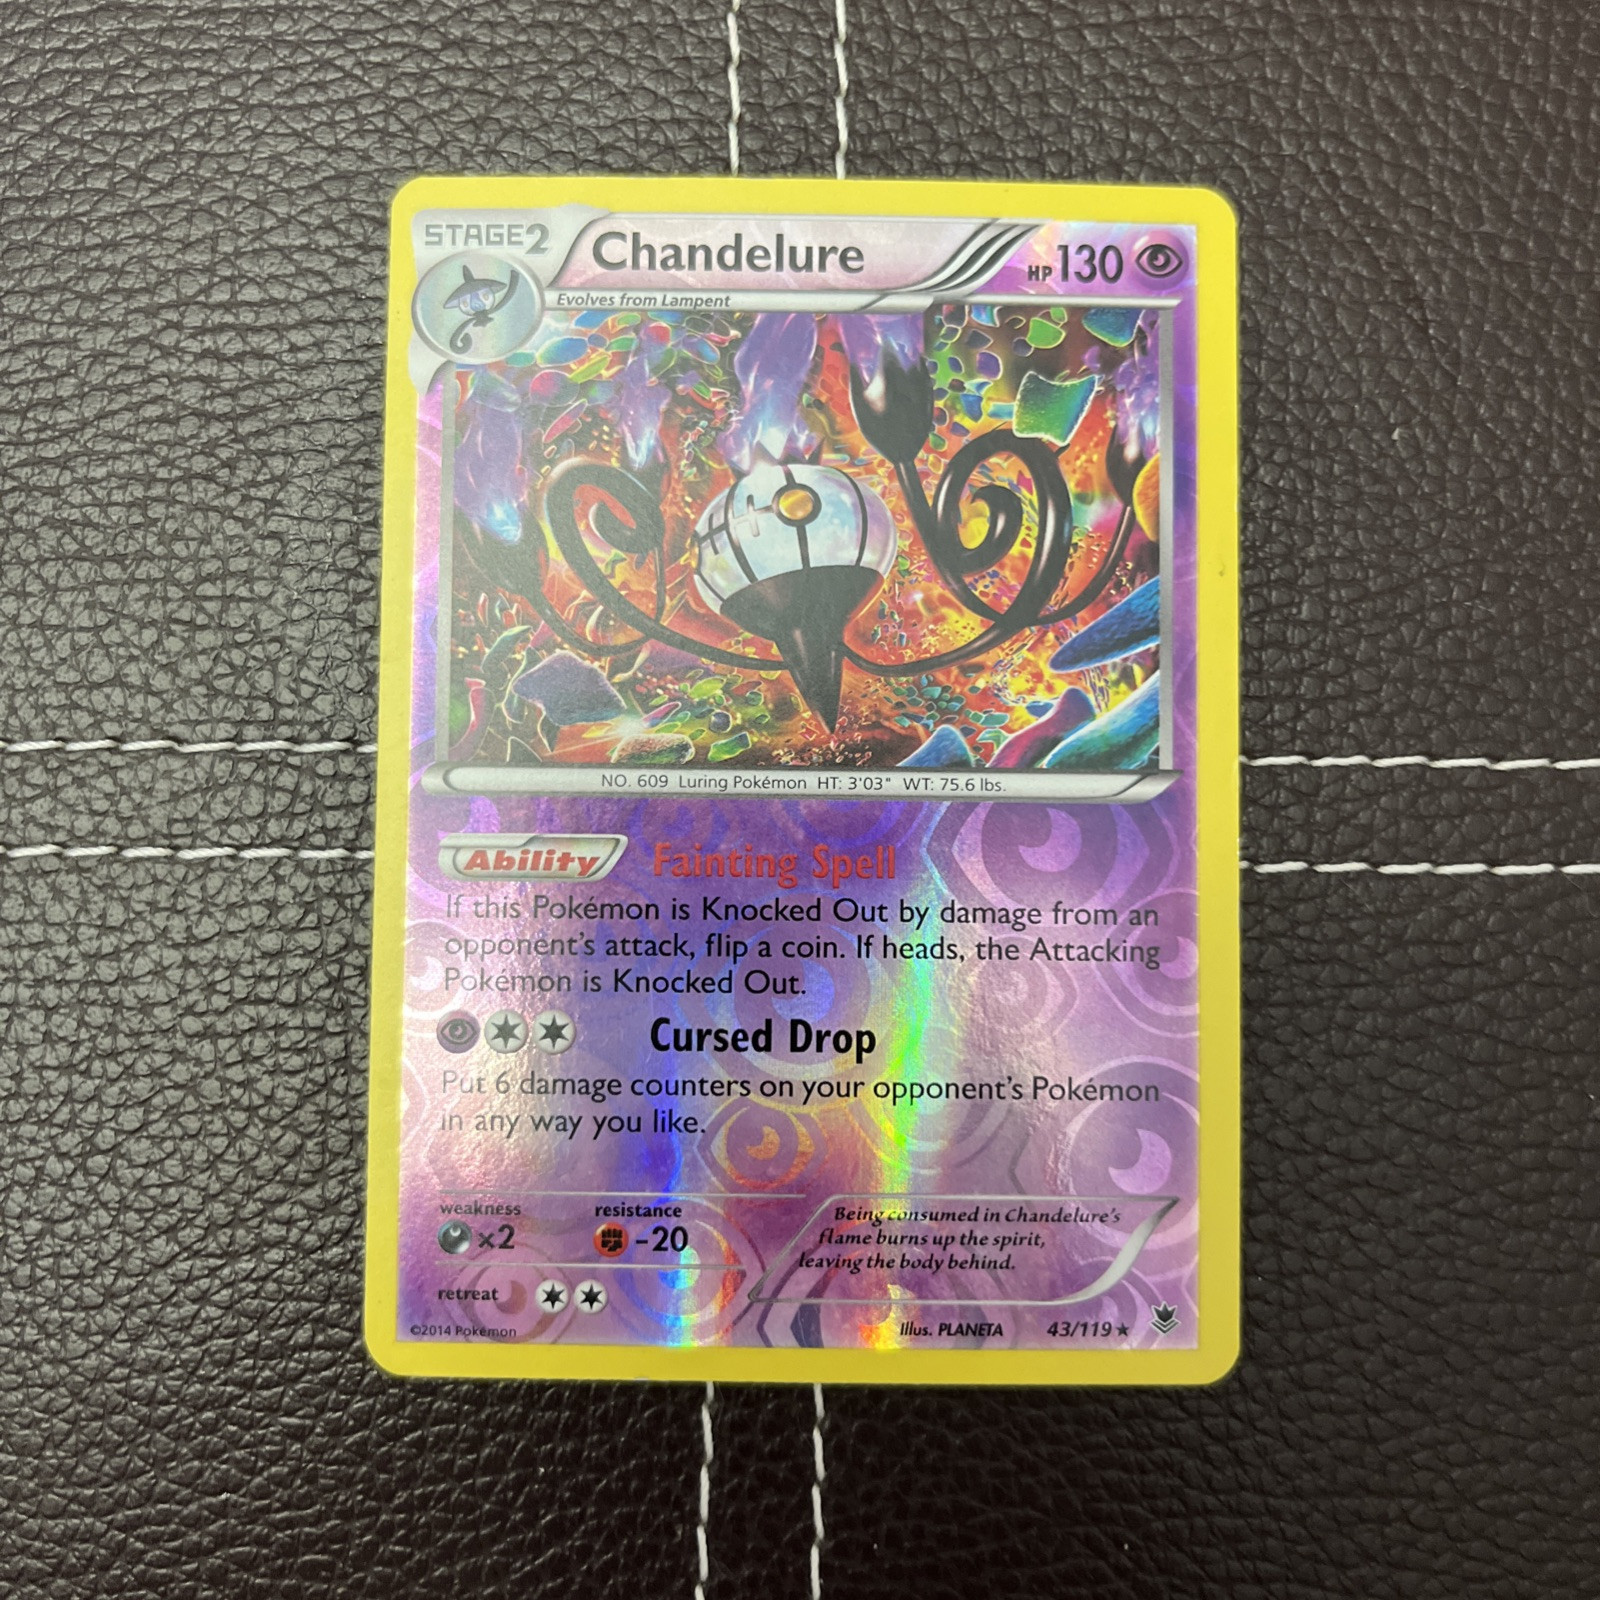 STAGE2
Chandelure
HP130
Evolves from Lampent
NO. 609 Luring Pokémon HT: 3'03" WT: 75.6 lbs.
Ability Fainting Spell
If this Pokémon is Knocked Out by damage from an
opponent's attack, flip a coin. If heads, the Attacking
Pokémon is Knocked Out.
Cursed Drop
Put 6 damage counters on your opponent's Pokémon
in any way you like.
weakness resistance
×2 -20
retreat
Being consumed in Chandelure's
flame burns up the spirit,
leaving the body behind.
©2014 Pokémon Illus. PLANETA 43/119★